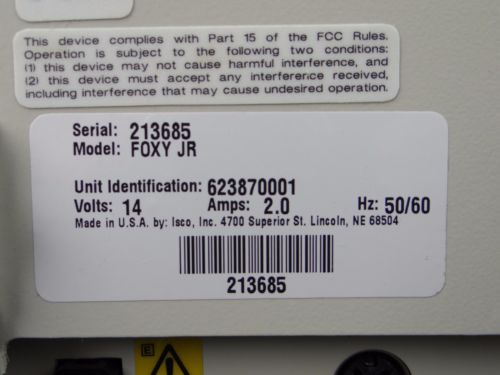 This device complies with Part 15 of the FCC Rules.
Operation is subject to the following two conditions:
(1) this device may not cause harmful interference, and
(2) this device must accept any interference received,
including interference that may cause undesired operation.
Serial: 213685
Model: FOXY JR
Unit Identification: 623870001
Volts: 14 Amps: 2.0 Hz: 50/60
Made in U.S.A. by: Isco, Inc. 4700 Superior St. Lincoln, NE 68504
213685
E